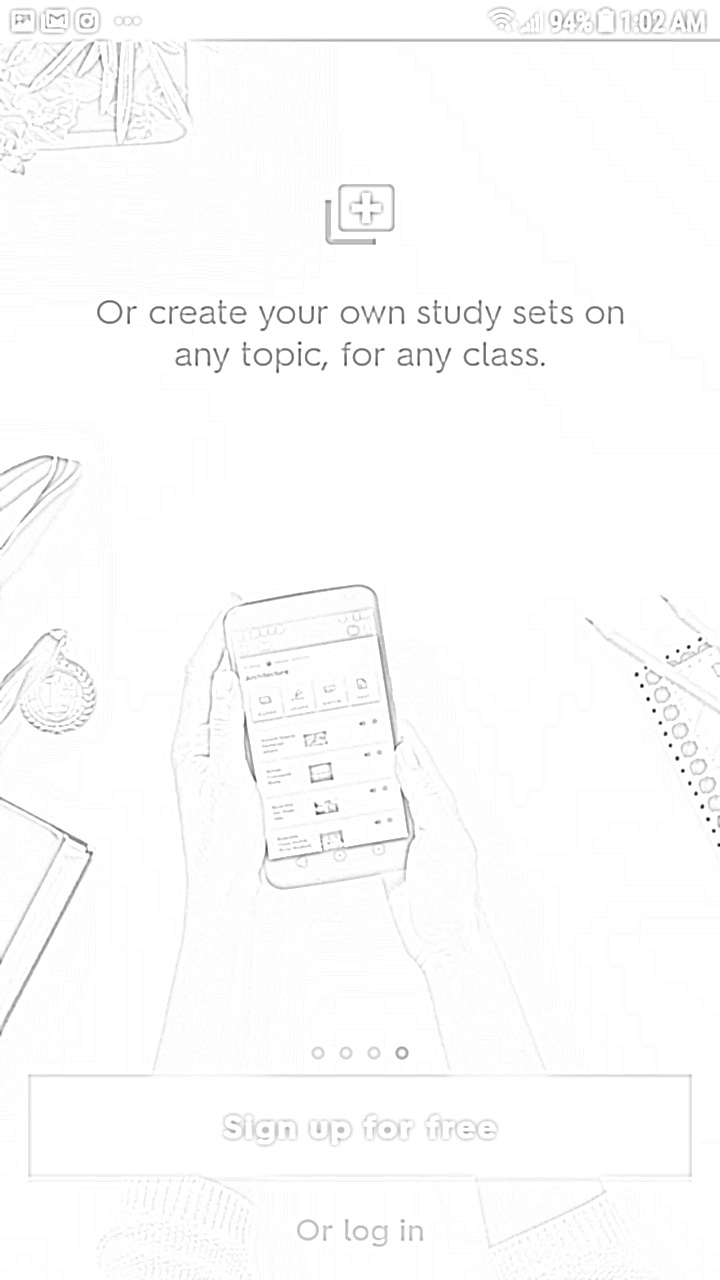 94% 1:02 AM
Or create your own study sets on
any topic, for any class.
Architecture
Sign up for free
Or log in